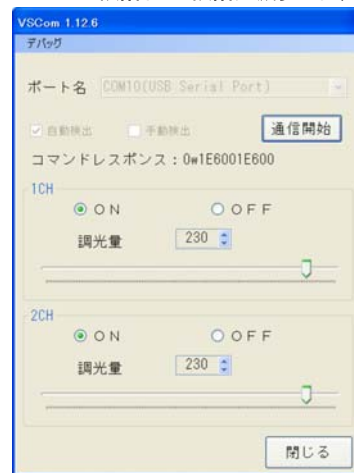 VSCom 1.12.6
デバッグ
ポート名 COM10(USB Serial Port)
自動検出 手動検出 通信開始
コマンドレスポンス：0w1E6001E600
1CH
ON OFF
調光量 230
2CH
ON OFF
調光量 230
閉じる